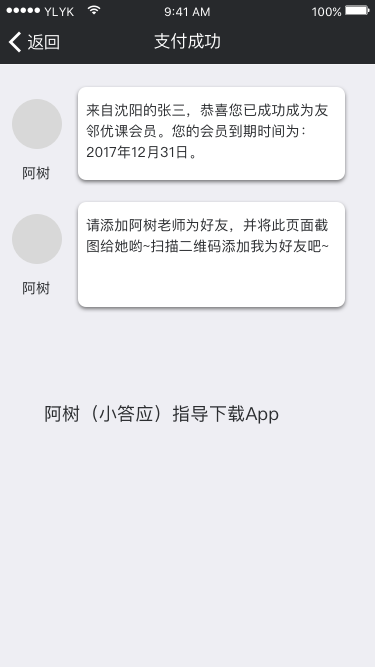 YLYK 9:41 AM 100%
返回 支付成功
来自沈阳的张三，恭喜您已成功成为友
邻优课会员。您的会员到期时间为：
2017年12月31日。
阿树
请添加阿树老师为好友，并将此页面截
图给她哟~扫描二维码添加我为好友吧~
阿树
阿树（小答应）指导下载App